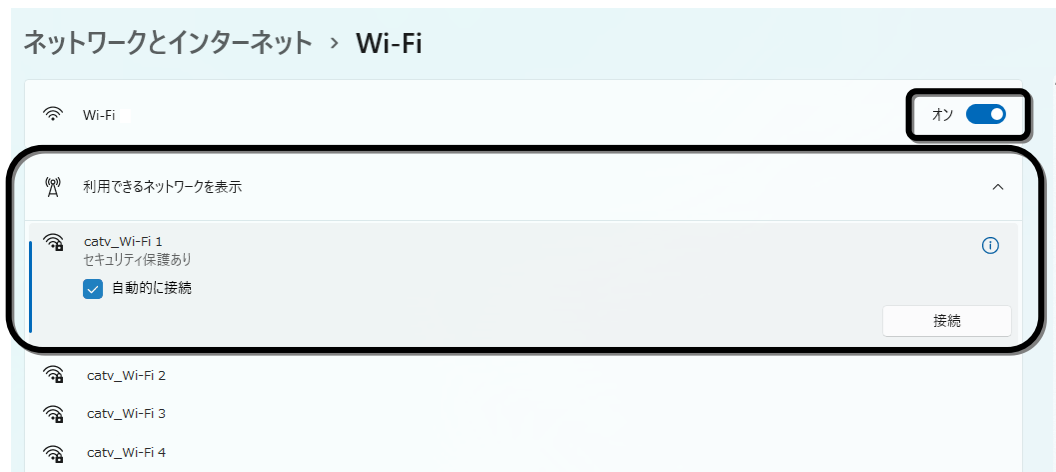 ネットワークとインターネット › Wi-Fi
Wi-Fi オン
利用できるネットワークを表示
catv_Wi-Fi 1
セキュリティ保護あり
自動的に接続
接続
catv_Wi-Fi 2
catv_Wi-Fi 3
catv_Wi-Fi 4